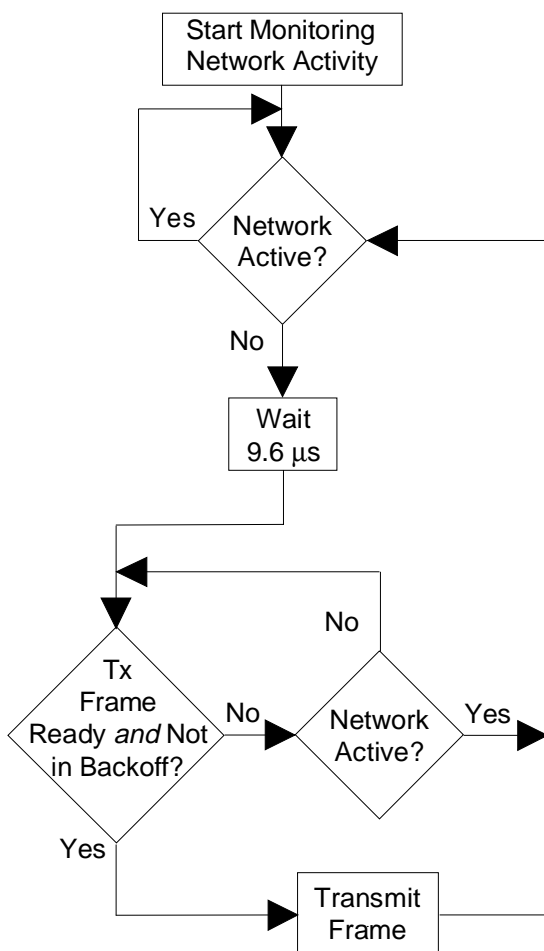 Start Monitoring
Network Activity
Yes
Network
Active?
No
Wait
9.6 μs
No
Tx
Frame
Ready and Not
in Backoff?
No
Network
Active?
Yes
Yes
Transmit
Frame